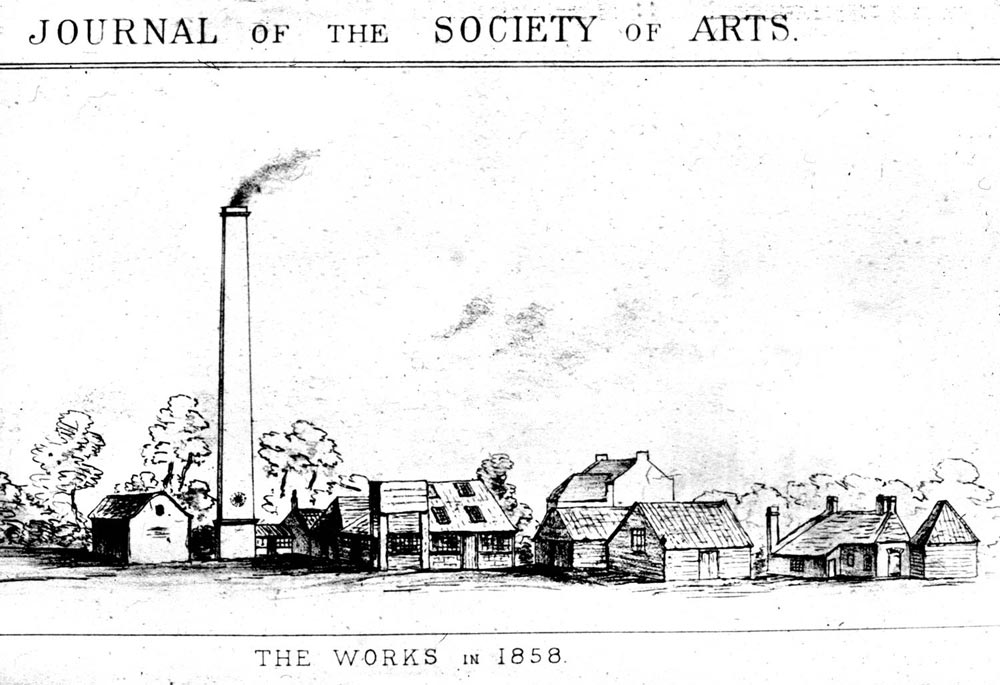 JOURNAL OF THE SOCIETY OF ARTS.
THE WORKS IN 1858.